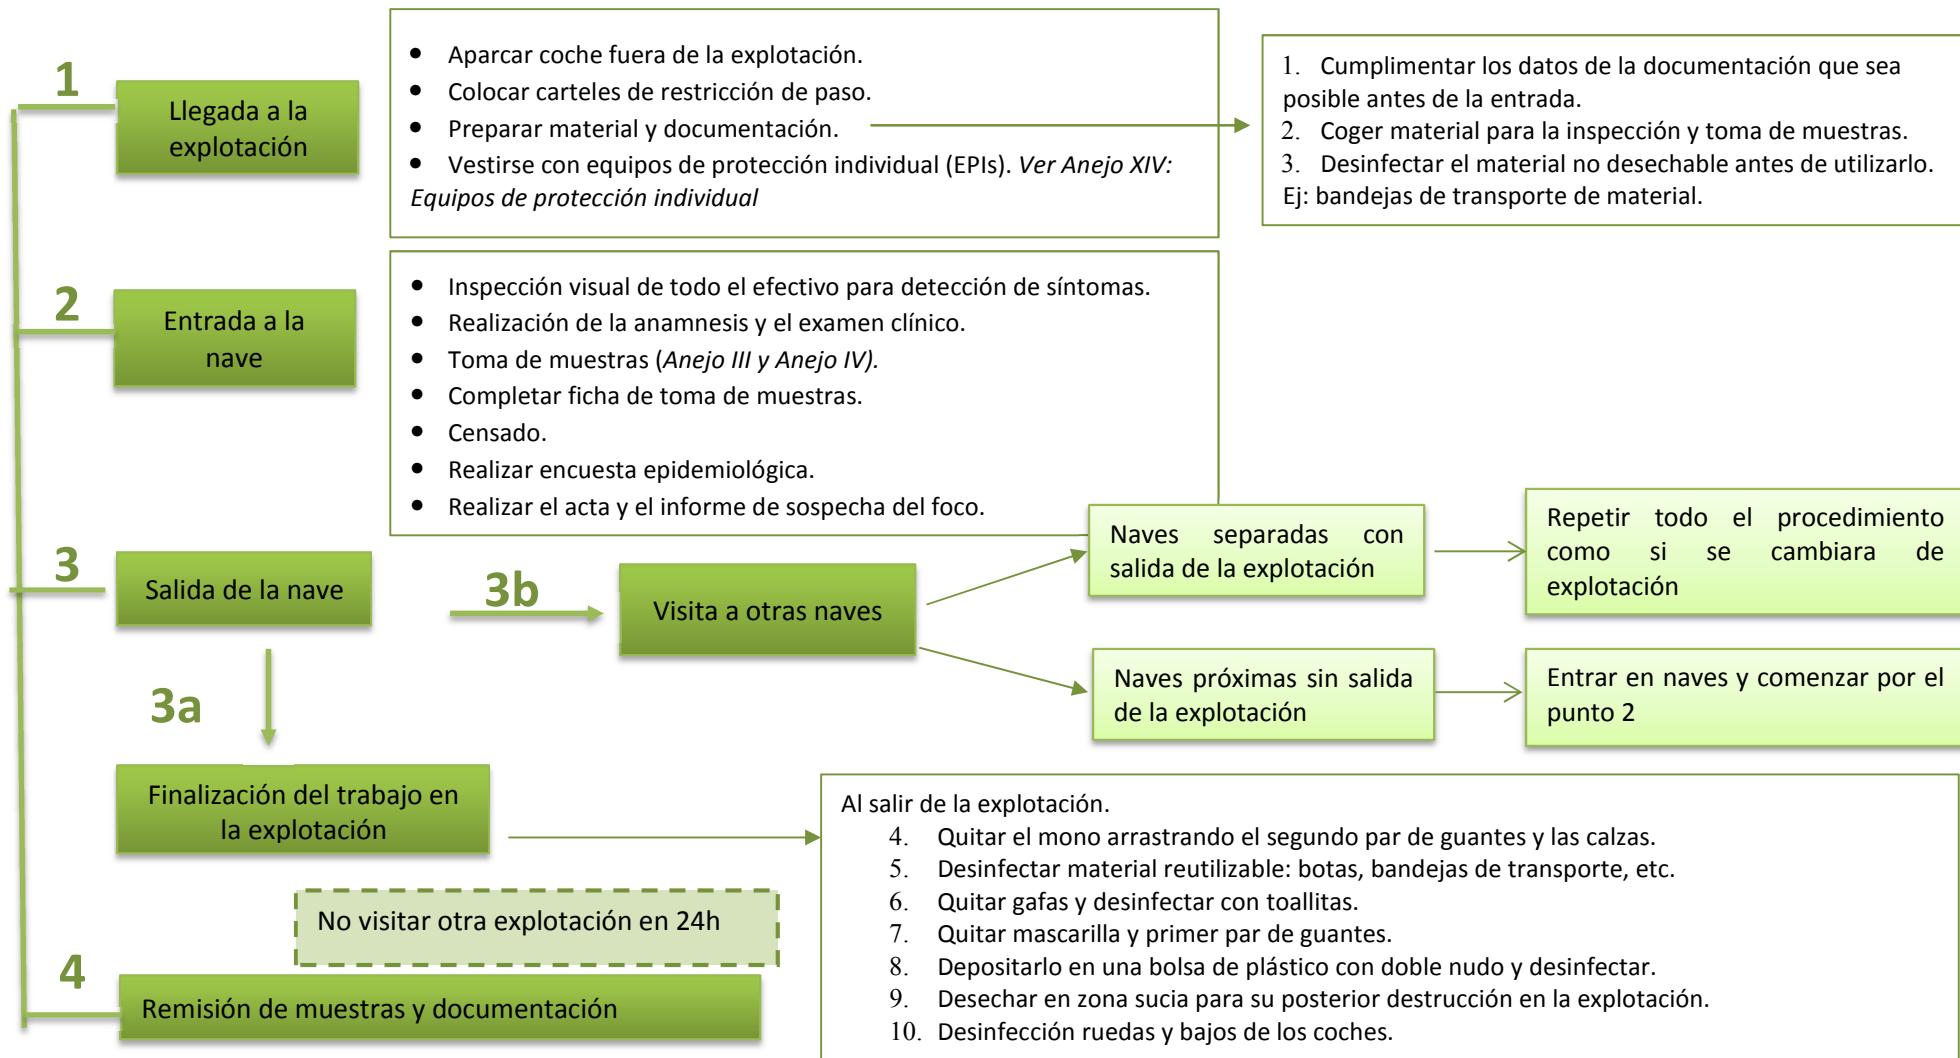 1
Llegada a la
explotación
• Aparcar coche fuera de la explotación.
• Colocar carteles de restricción de paso.
• Preparar material y documentación.
• Vestirse con equipos de protección individual (EPIs). Ver Anejo XIV:
Equipos de protección individual
1. Cumplimentar los datos de la documentación que sea
posible antes de la entrada.
2. Coger material para la inspección y toma de muestras.
3. Desinfectar el material no desechable antes de utilizarlo.
Ej: bandejas de transporte de material.
2
Entrada a la
nave
• Inspección visual de todo el efectivo para detección de síntomas.
• Realización de la anamnesis y el examen clínico.
• Toma de muestras (Anejo III y Anejo IV).
• Completar ficha de toma de muestras.
• Censado.
• Realizar encuesta epidemiológica.
• Realizar el acta y el informe de sospecha del foco.
3
Salida de la nave
3b
Visita a otras naves
Naves separadas con
salida de la explotación
Repetir todo el procedimiento
como si se cambiara de
explotación
Naves próximas sin salida
de la explotación
Entrar en naves y comenzar por el
punto 2
3a
Finalización del trabajo en
la explotación
Al salir de la explotación.
4. Quitar el mono arrastrando el segundo par de guantes y las calzas.
5. Desinfectar material reutilizable: botas, bandejas de transporte, etc.
6. Quitar gafas y desinfectar con toallitas.
7. Quitar mascarilla y primer par de guantes.
8. Depositarlo en una bolsa de plástico con doble nudo y desinfectar.
9. Desechar en zona sucia para su posterior destrucción en la explotación.
10. Desinfección ruedas y bajos de los coches.
No visitar otra explotación en 24h
4
Remisión de muestras y documentación